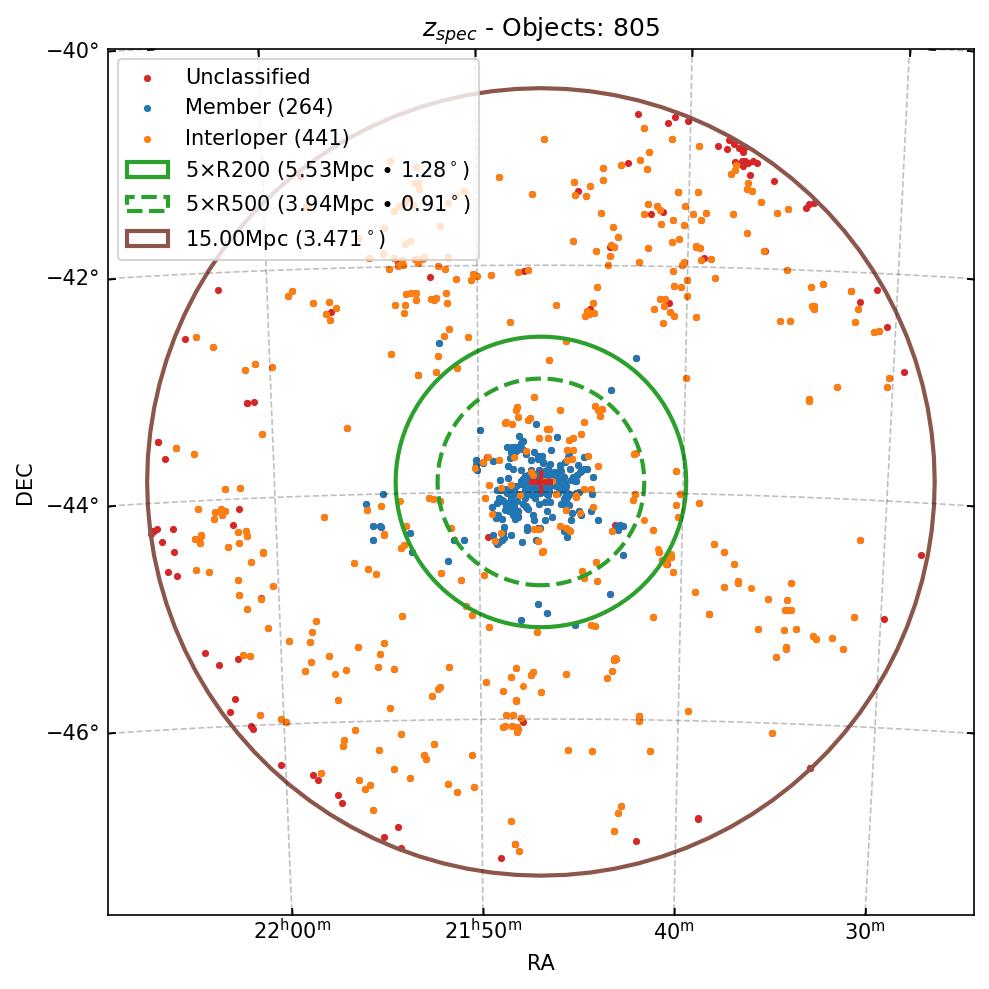 z_spec - Objects: 805
Unclassified
Member (264)
Interloper (441)
5×R200 (5.53Mpc • 1.28°)
5×R500 (3.94Mpc • 0.91°)
15.00Mpc (3.471°)
−40°
−42°
−44°
−46°
DEC
22ʰ00ᵐ 21ʰ50ᵐ 40ᵐ 30ᵐ
RA